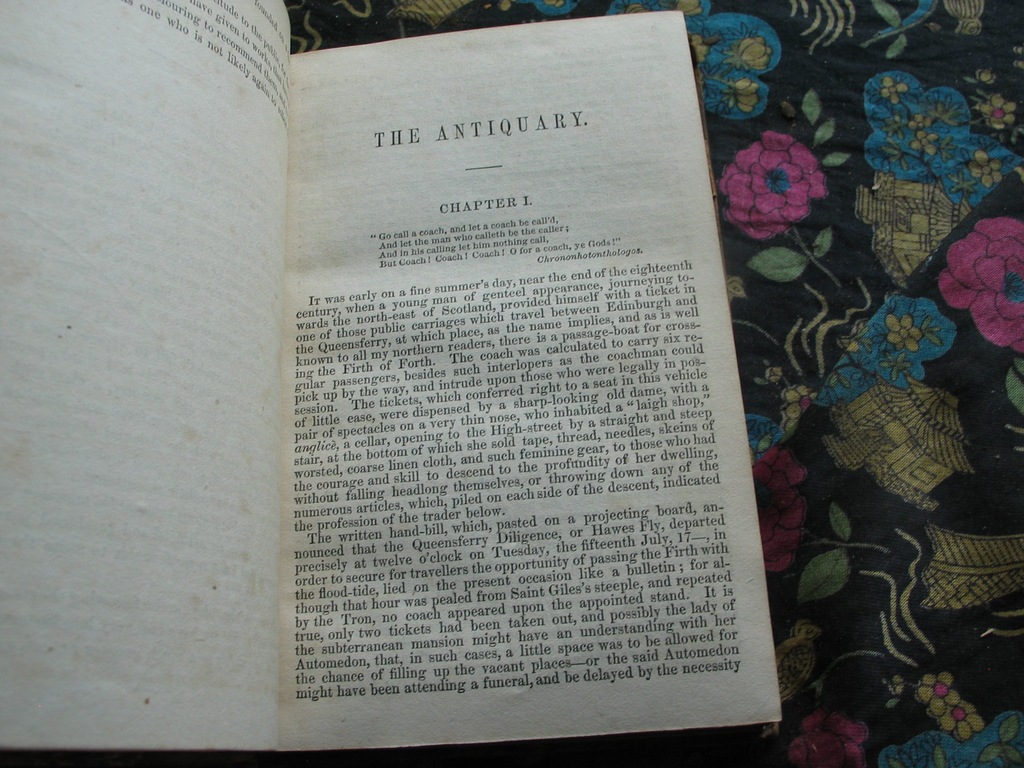 founded on
itude to the public
ouring to recommend them and
one who is not likely again to
THE ANTIQUARY.
CHAPTER I.
"Go call a coach, and let a coach be call'd,
And let the man who calleth be the caller;
And in his calling let him nothing call,
But Coach! Coach! Coach! O for a coach, ye Gods!"
Chrononhotonthologos.
It was early on a fine summer's day, near the end of the eighteenth
century, when a young man of genteel appearance, journeying to-
wards the north-east of Scotland, provided himself with a ticket in
one of those public carriages which travel between Edinburgh and
the Queensferry, at which place, as the name implies, and as is well
known to all my northern readers, there is a passage-boat for cross-
ing the Firth of Forth. The coach was calculated to carry six re-
gular passengers, besides such interlopers as the coachman could
pick up by the way, and intrude upon those who were legally in pos-
session. The tickets, which conferred right to a seat in this vehicle
of little ease, were dispensed by a sharp-looking old dame, with a
pair of spectacles on a very thin nose, who inhabited a "laigh shop,"
anglicè, a cellar, opening to the High-street by a straight and steep
stair, at the bottom of which she sold tape, thread, needles, skeins of
worsted, coarse linen cloth, and such feminine gear, to those who had
the courage and skill to descend to the profundity of her dwelling,
without falling headlong themselves, or throwing down any of the
numerous articles, which, piled on each side of the descent, indicated
the profession of the trader below.
The written hand-bill, which, pasted on a projecting board, an-
nounced that the Queensferry Diligence, or Hawes Fly, departed
precisely at twelve o'clock on Tuesday, the fifteenth July, 17—, in
order to secure for travellers the opportunity of passing the Firth with
the flood-tide, lied on the present occasion like a bulletin; for al-
though that hour was pealed from Saint Giles's steeple, and repeated
by the Tron, no coach appeared upon the appointed stand. It is
true, only two tickets had been taken out, and possibly the lady of
the subterranean mansion might have an understanding with her
Automedon, that, in such cases, a little space was to be allowed for
the chance of filling up the vacant places—or the said Automedon
might have been attending a funeral, and be delayed by the necessity